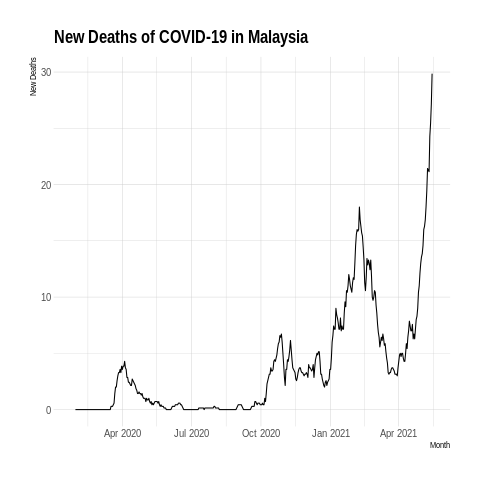 New Deaths of COVID-19 in Malaysia
New Deaths
30
20
10
0
Apr 2020 Jul 2020 Oct 2020 Jan 2021 Apr 2021
Month